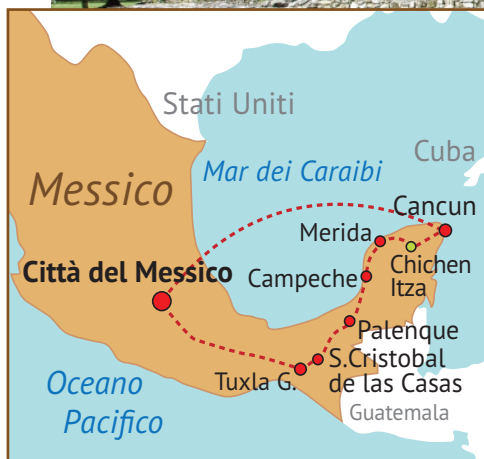 Stati Uniti
Cuba
Messico
Mar dei Caraibi
Cancun
Merida
Chichen
Itza
Città del Messico
Campeche
Palenque
S.Cristobal
de las Casas
Tuxla G.
Oceano
Pacifico
Guatemala